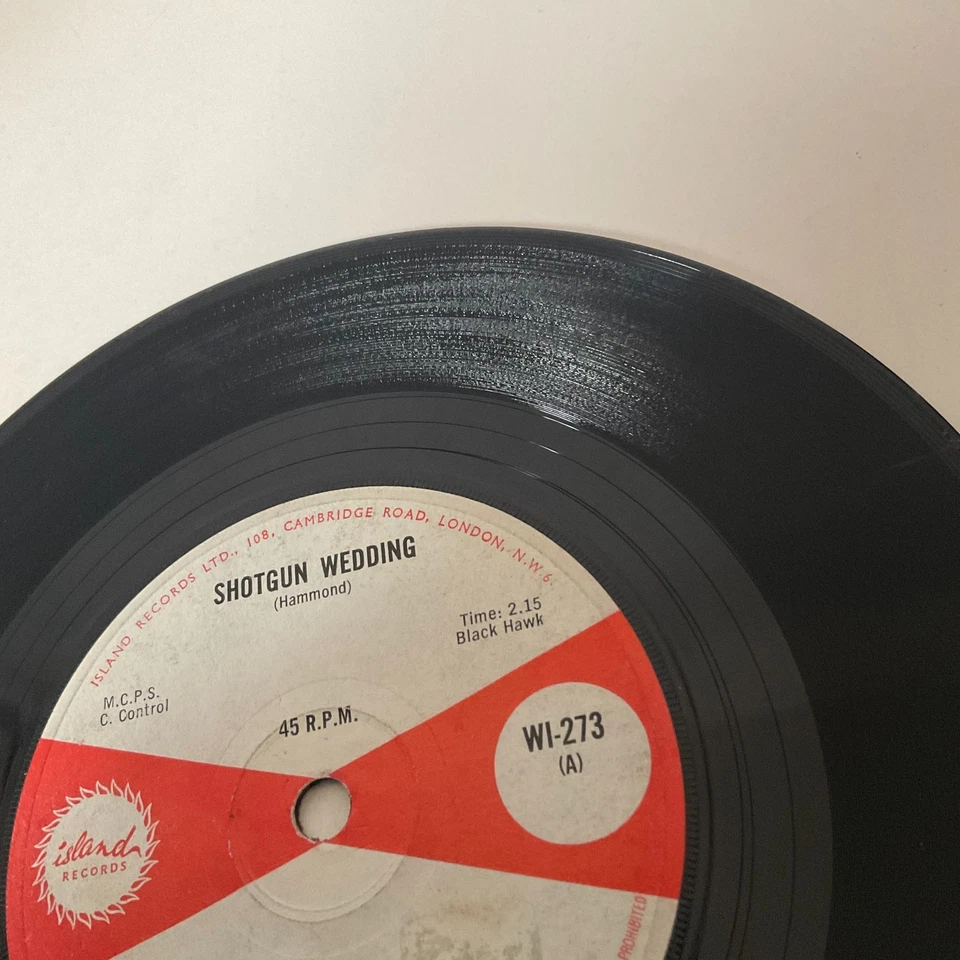 ISLAND RECORDS LTD., 108, CAMBRIDGE ROAD, LONDON, N.W 6.
SHOTGUN WEDDING
(Hammond)
Time: 2.15
Black Hawk
M.C.P.S.
C. Control
45 R.P.M.
WI-273
(A)
island
RECORDS
PROHIBITED